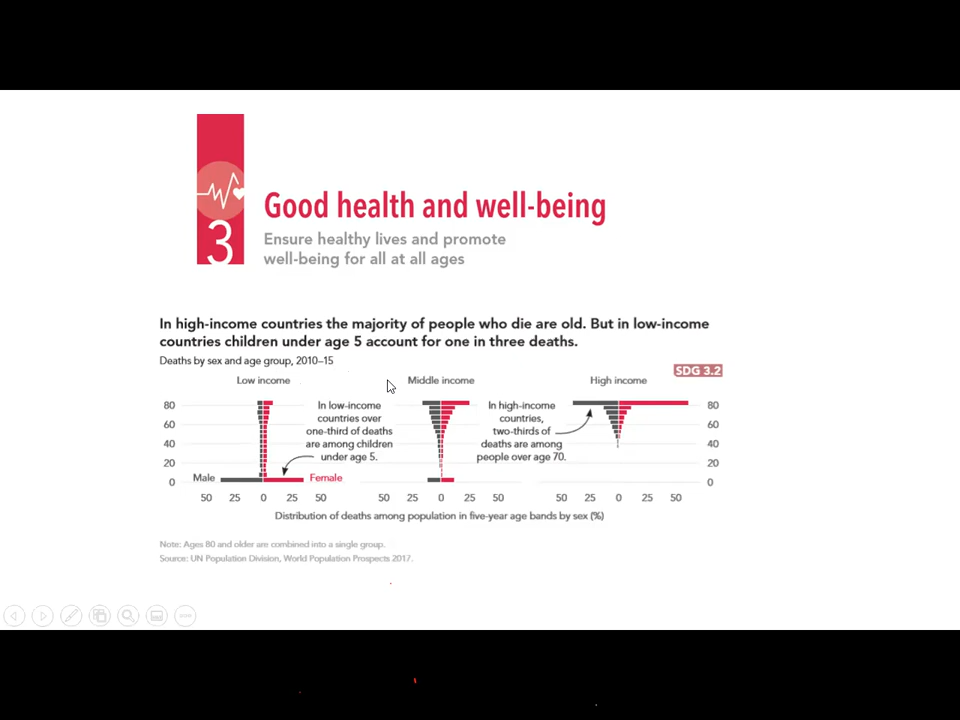 3
Good health and well-being
Ensure healthy lives and promote
well-being for all at all ages
In high-income countries the majority of people who die are old. But in low-income
countries children under age 5 account for one in three deaths.
Deaths by sex and age group, 2010–15
SDG 3.2
Low income
Middle income
High income
80
60
40
20
0
In low-income
countries over
one-third of deaths
are among children
under age 5.
Male
Female
In high-income
countries,
two-thirds of
deaths are among
people over age 70.
80
60
40
20
0
50 25 0 25 50
50 25 0 25 50
50 25 0 25 50
Distribution of deaths among population in five-year age bands by sex (%)
Note: Ages 80 and older are combined into a single group.
Source: UN Population Division, World Population Prospects 2017.